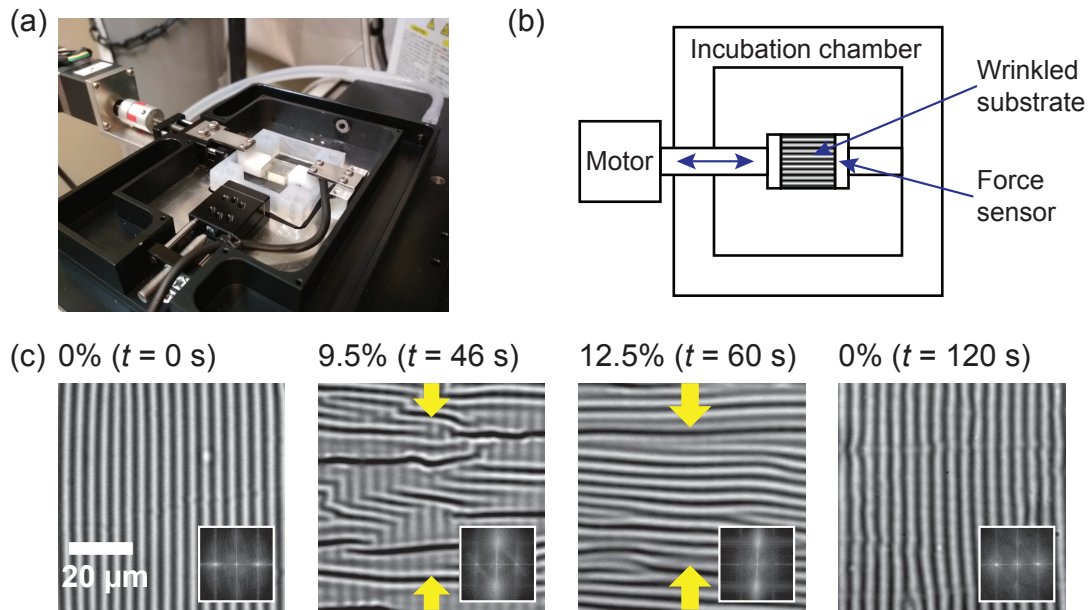 (a)
(b)
Incubation chamber
Wrinkled
substrate
Motor
Force
sensor
(c) 0% (t = 0 s)
9.5% (t = 46 s)
12.5% (t = 60 s)
0% (t = 120 s)
20 µm